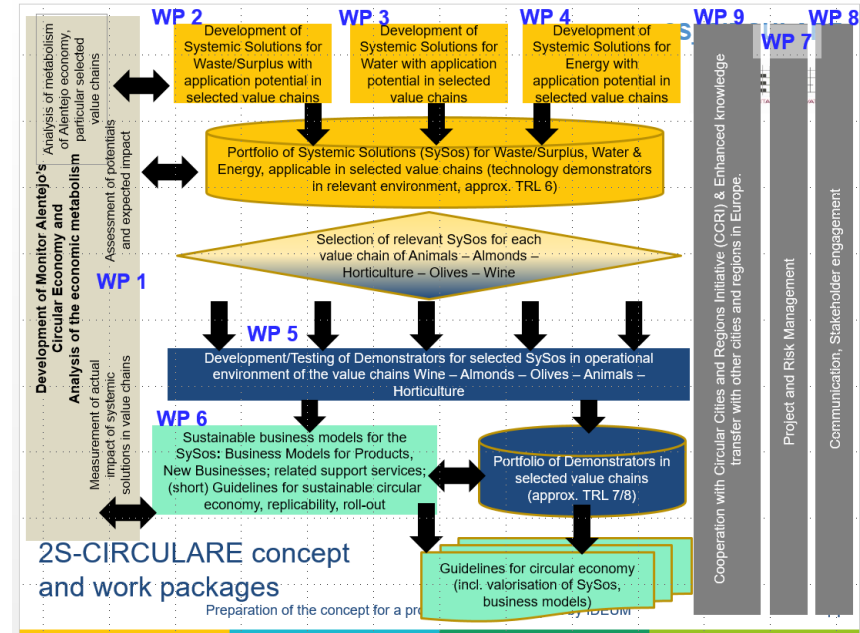 WP 2
WP 3
WP 4
WP 9
WP 8
WP 7
Analysis of metabolism
of Alentejo economy,
particular selected
value chains
Development of
Systemic Solutions for
Waste/Surplus with
application potential in
selected value chains
Development of
Systemic Solutions for
Water with application
potential in selected
value chains
Development of
Systemic Solutions for
Energy with
application potential in
selected value chains
Assessment of potentials
and expected impact
Portfolio of Systemic Solutions (SySos) for Waste/Surplus, Water &
Energy, applicable in selected value chains (technology demonstrators
in relevant environment, approx. TRL 6)
Development of Monitor Alentejo's
Circular Economy and
Analysis of the economic metabolism
WP 1
Selection of relevant SySos for each
value chain of Animals – Almonds –
Horticulture – Olives – Wine
WP 5
Development/Testing of Demonstrators for selected SySos in operational
environment of the value chains Wine – Almonds – Olives – Animals –
Horticulture
Measurement of actual
impact of systemic
solutions in value chains
WP 6
Sustainable business models for the
SySos: Business Models for Products,
New Businesses; related support services;
(short) Guidelines for sustainable circular
economy, replicability, roll-out
Portfolio of Demonstrators in
selected value chains
(approx. TRL 7/8)
Guidelines for circular economy
(incl. valorisation of SySos,
business models)
Cooperation with Circular Cities and Regions Initiative (CCRI) & Enhanced knowledge
transfer with other cities and regions in Europe.
Project and Risk Management
Communication, Stakeholder engagement
2S-CIRCULARE concept
and work packages
Preparation of the concept for a
by IDEUM